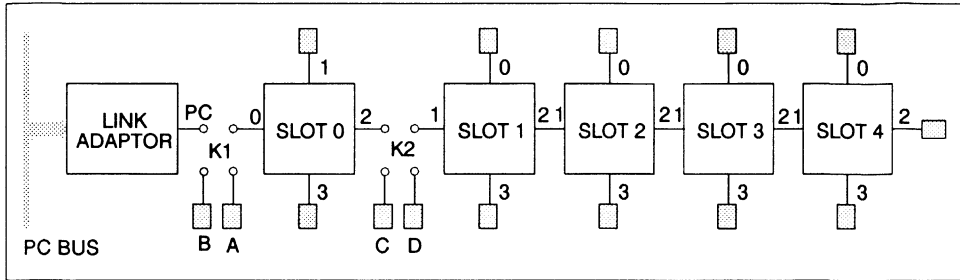 1 0 0 0 0
LINK ADAPTOR PC 0 SLOT 0 2 1 SLOT 1 2 1 SLOT 2 2 1 SLOT 3 2 1 SLOT 4 2
K1 K2
3 3 3 3 3
B A C D
PC BUS